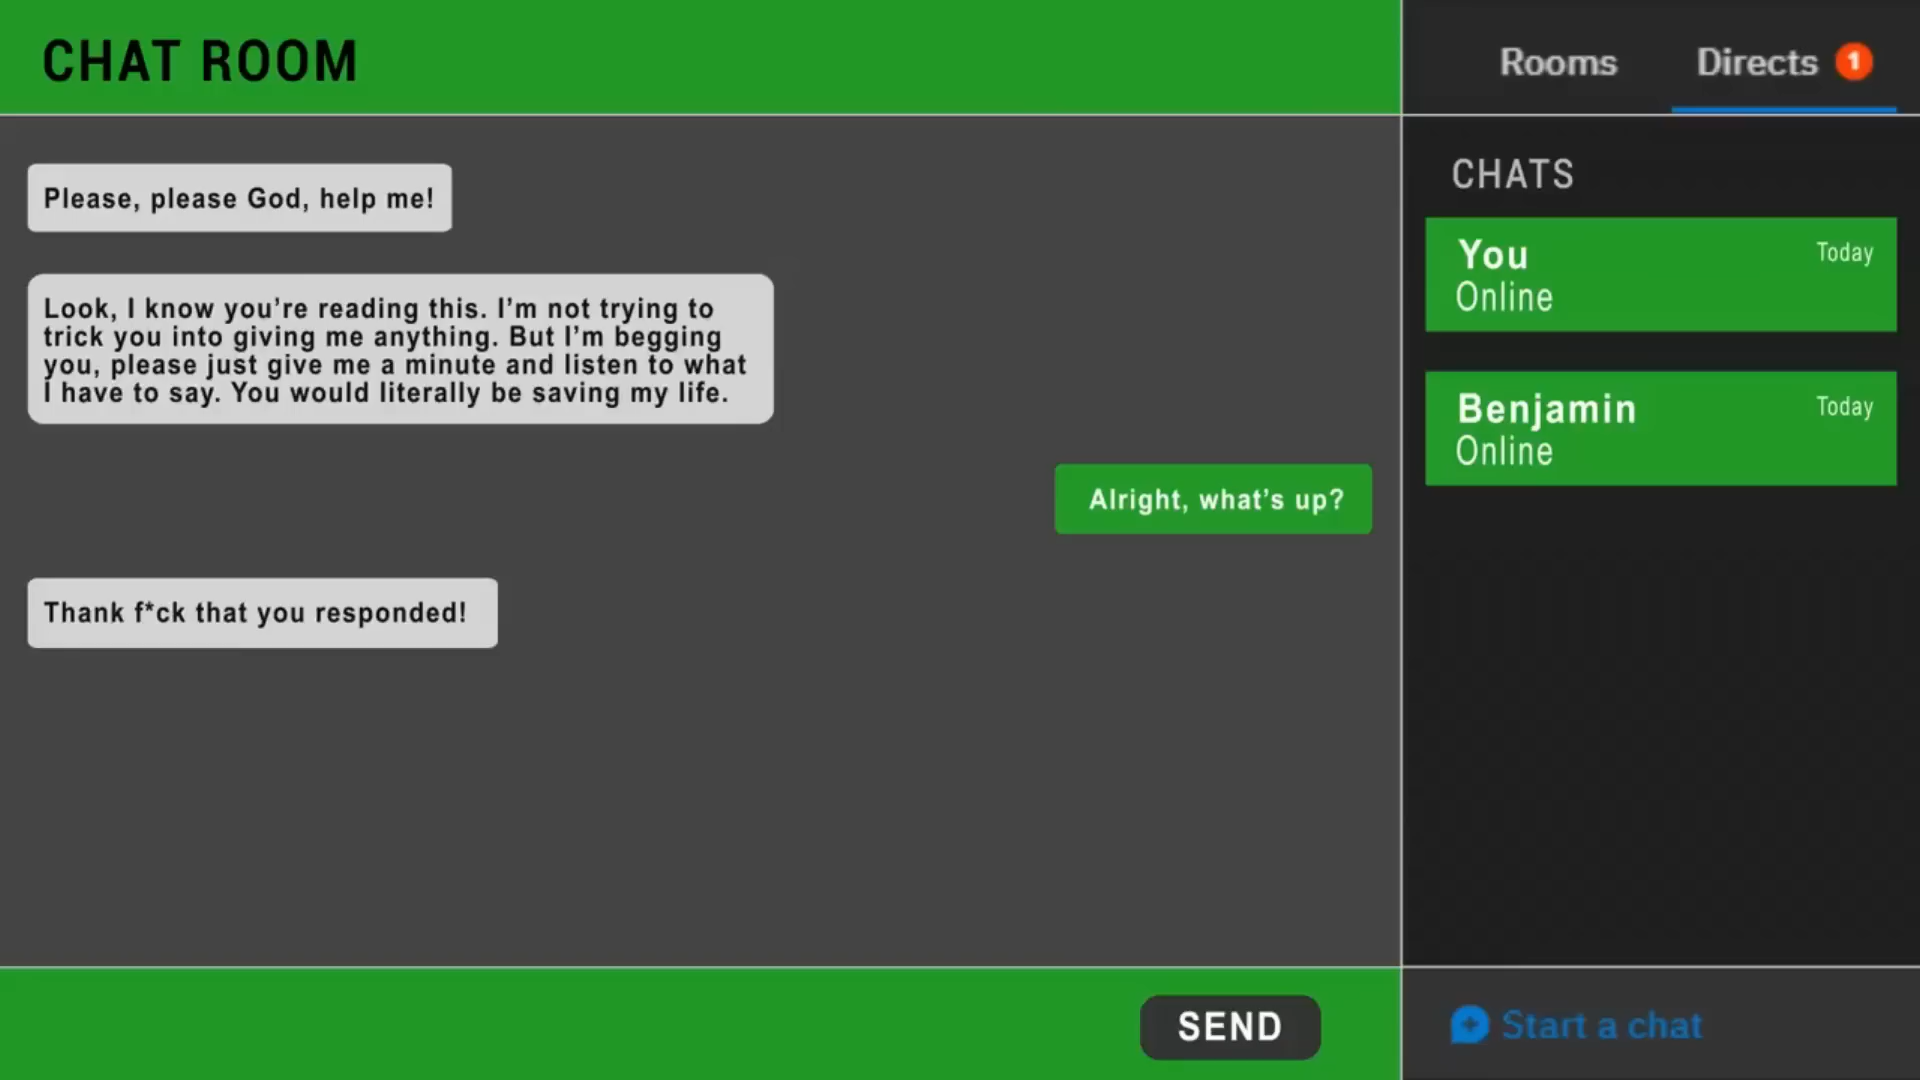 CHAT ROOM
Rooms
Directs 1
Please, please God, help me!
Look, I know you’re reading this. I’m not trying to
trick you into giving me anything. But I’m begging
you, please just give me a minute and listen to what
I have to say. You would literally be saving my life.
Alright, what’s up?
Thank f*ck that you responded!
SEND
CHATS
You
Today
Online
Benjamin
Today
Online
Start a chat